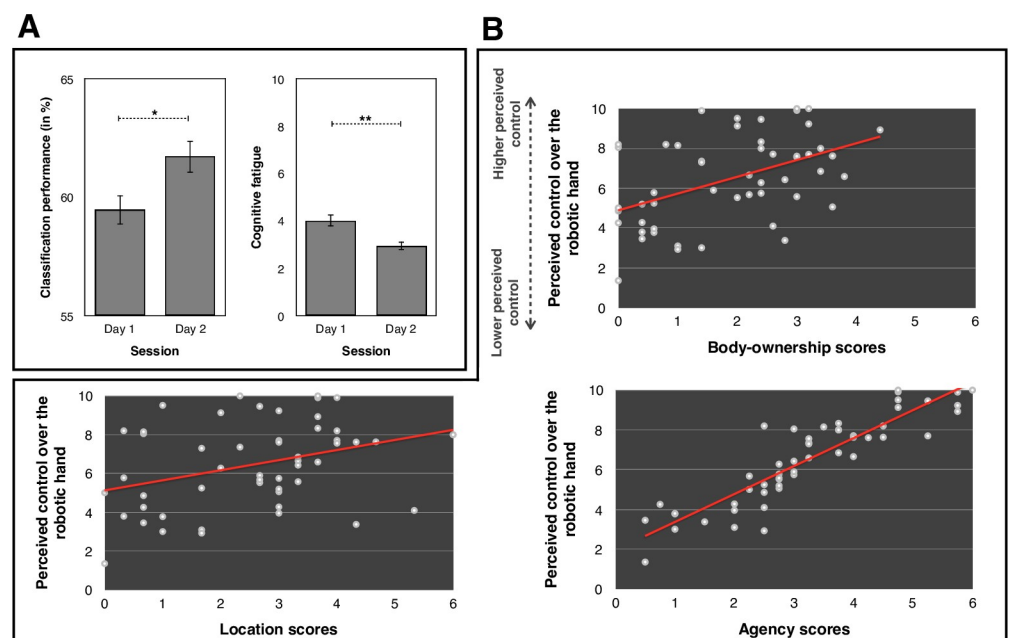 A
65
60
55
Classification performance (in %)
*
Day 1
Day 2
Session
10
8
6
4
2
0
Cognitive fatigue
**
Day 1
Day 2
Session
B
Higher perceived
control
Lower perceived
control
Perceived control over the
robotic hand
10
8
6
4
2
0
0 1 2 3 4 5 6
Body-ownership scores
Perceived control over the
robotic hand
10
8
6
4
2
0
0 1 2 3 4 5 6
Location scores
Perceived control over the
robotic hand
10
8
6
4
2
0
0 1 2 3 4 5 6
Agency scores